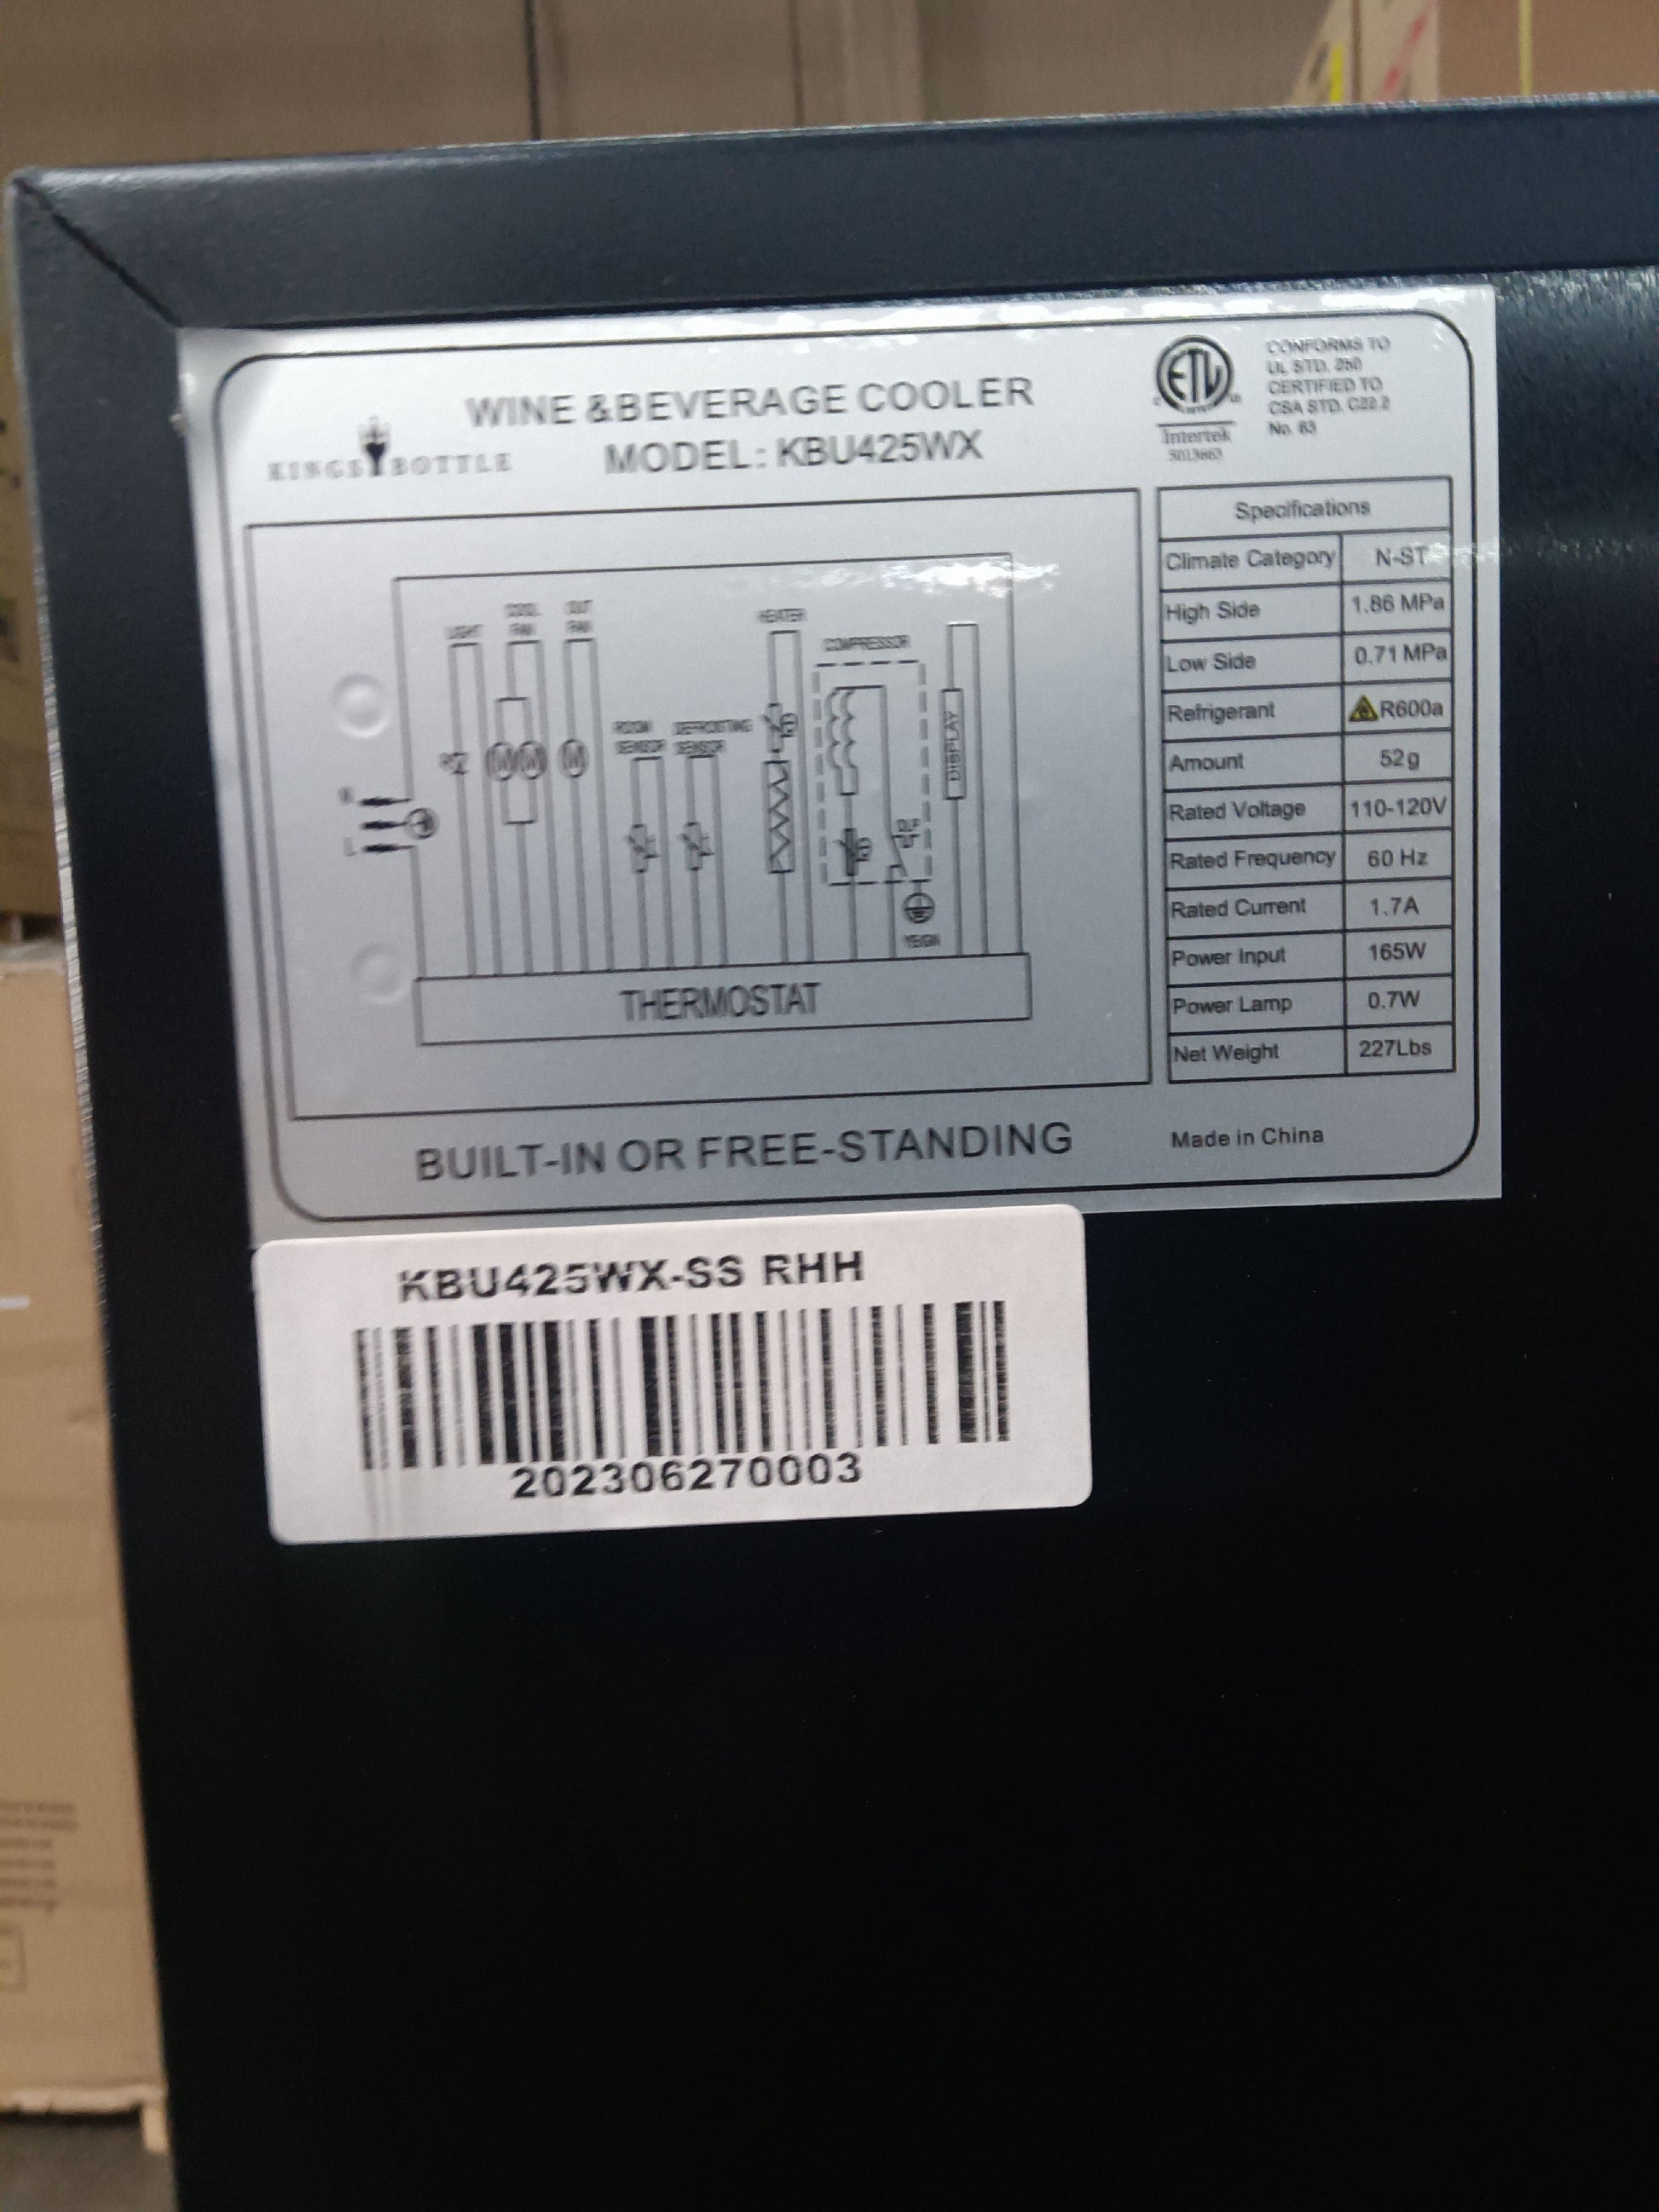 KINGS BOTTLE
WINE &BEVERAGE COOLER
MODEL: KBU425WX
ETL
Intertek
5013663
CONFORMS TO
UL STD. 250
CERTIFIED TO
CSA STD. C22.2
No. 63
LIGHT
COOL
FAN
OUT
FAN
ROOM
SENSOR
DEFROSTING
SENSOR
HEATER
COMPRESSOR
OLP
DISPLAY
N
L
THERMOSTAT
Specifications
Climate Category N-ST
High Side 1.86 MPa
Low Side 0.71 MPa
Refrigerant R600a
Amount 52g
Rated Voltage 110-120V
Rated Frequency 60 Hz
Rated Current 1.7A
Power Input 165W
Power Lamp 0.7W
Net Weight 227Lbs
BUILT-IN OR FREE-STANDING
Made in China
KBU425WX-SS RHH
202306270003